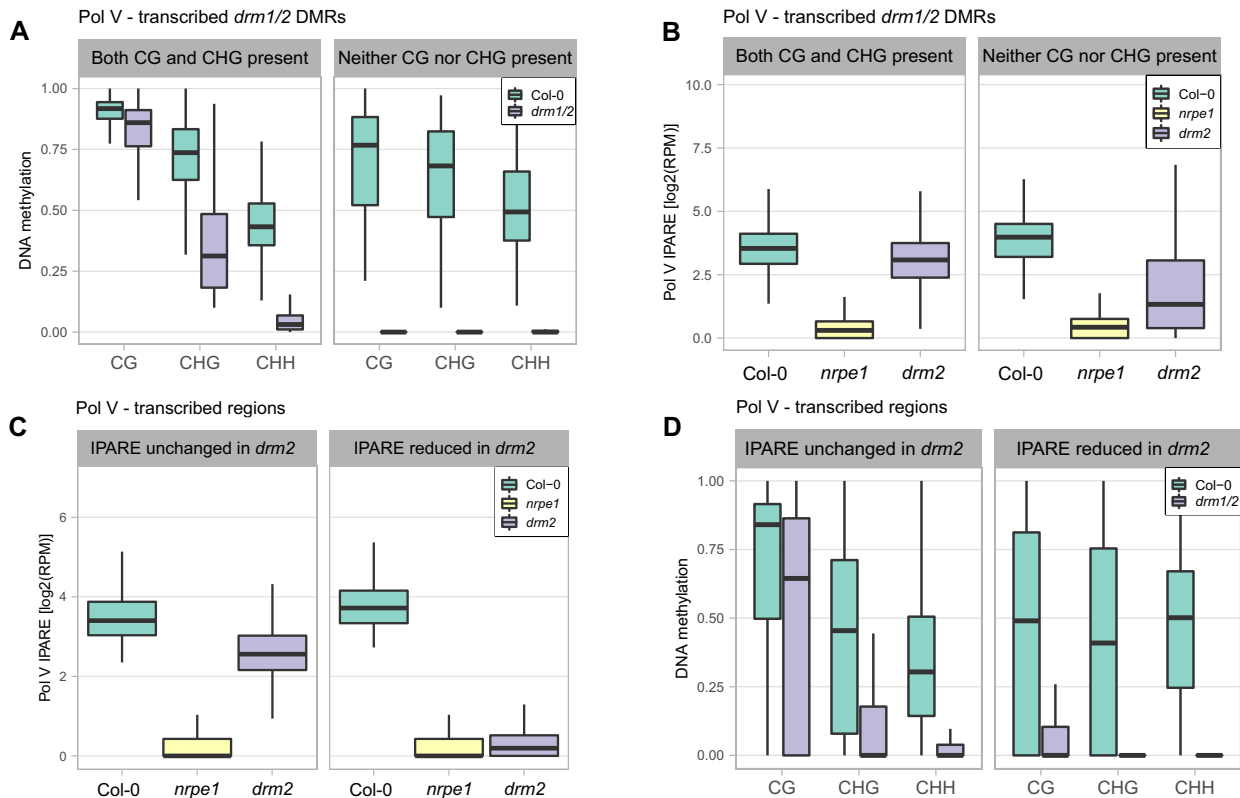 Pol V - transcribed drm1/2 DMRs
A
Both CG and CHG present
Neither CG nor CHG present
Col-0
drm1/2
DNA methylation
1.00
0.75
0.50
0.25
0.00
CG
CHG
CHH
CG
CHG
CHH
Pol V - transcribed drm1/2 DMRs
B
Both CG and CHG present
Neither CG nor CHG present
Col−0
nrpe1
drm2
Pol V IPARE [log2(RPM)]
10.0
7.5
5.0
2.5
0.0
Col-0
nrpe1
drm2
Col-0
nrpe1
drm2
Pol V - transcribed regions
C
IPARE unchanged in drm2
IPARE reduced in drm2
Col−0
nrpe1
drm2
Pol V IPARE [log2(RPM)]
6
4
2
0
Col-0
nrpe1
drm2
Col-0
nrpe1
drm2
Pol V - transcribed regions
D
IPARE unchanged in drm2
IPARE reduced in drm2
Col−0
drm1/2
DNA methylation
1.00
0.75
0.50
0.25
0.00
CG
CHG
CHH
CG
CHG
CHH